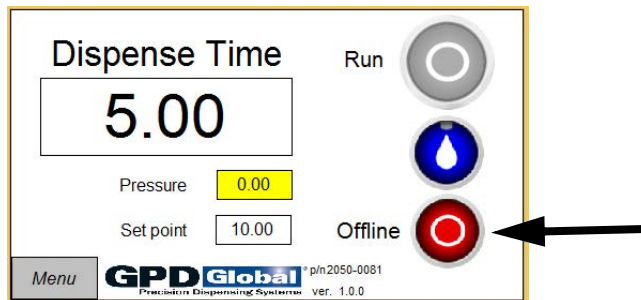 Dispense Time
Run
5.00
Pressure
0.00
Set point
10.00
Offline
Menu
GPD Global®
Precision Dispensing Systems
p/n2050-0081
ver. 1.0.0